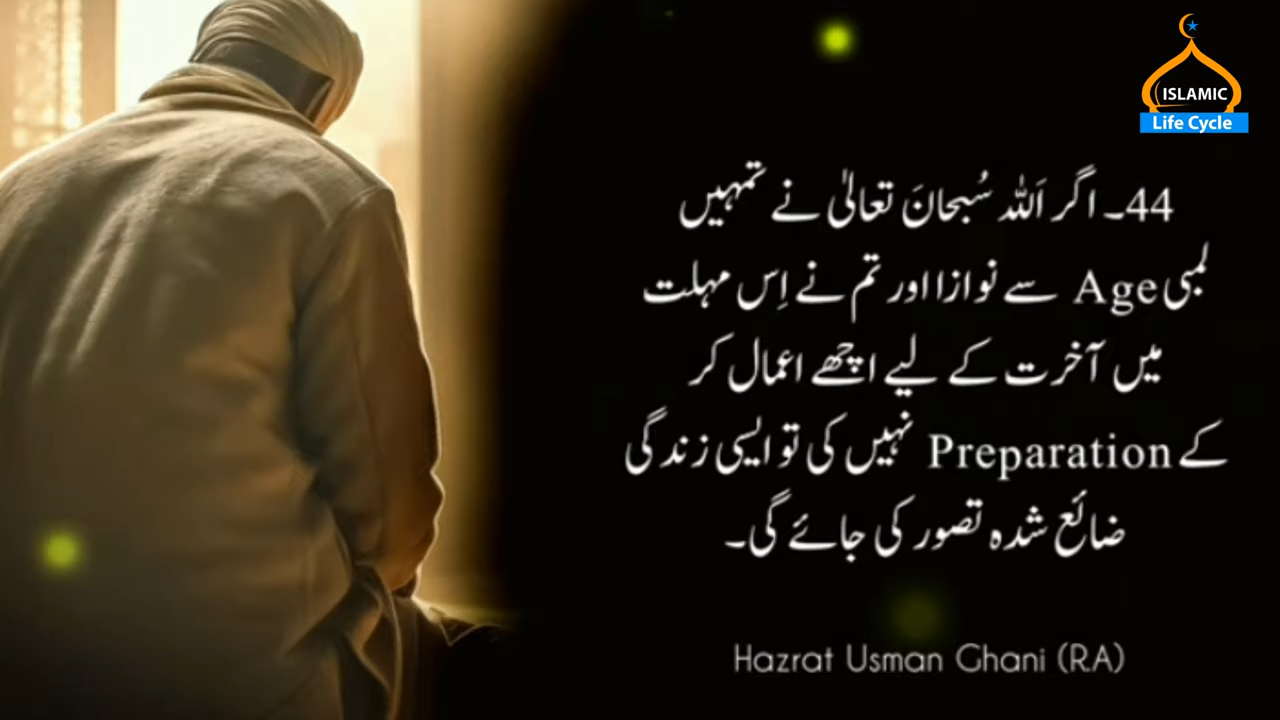 ISLAMIC
Life Cycle
44۔ اگر اَللہ سُبحانَ تعالیٰ نے تمہیں
لمبی Age سے نوازا اور تم نے اِس مہلت
میں آخرت کے لیے اچھے اعمال کر
کے Preparation نہیں کی تو ایسی زندگی
ضائع شدہ تصور کی جائے گی۔
Hazrat Usman Ghani (R.A)